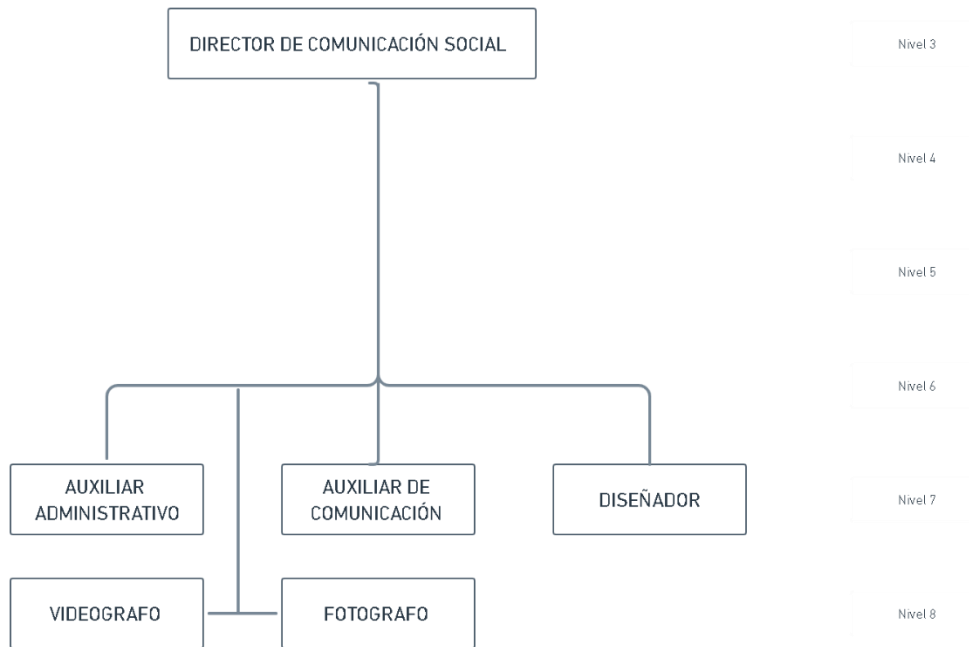 DIRECTOR DE COMUNICACIÓN SOCIAL
Nivel 3
Nivel 4
Nivel 5
Nivel 6
AUXILIAR
ADMINISTRATIVO
AUXILIAR DE
COMUNICACIÓN
DISEÑADOR
Nivel 7
VIDEOGRAFO
FOTOGRAFO
Nivel 8